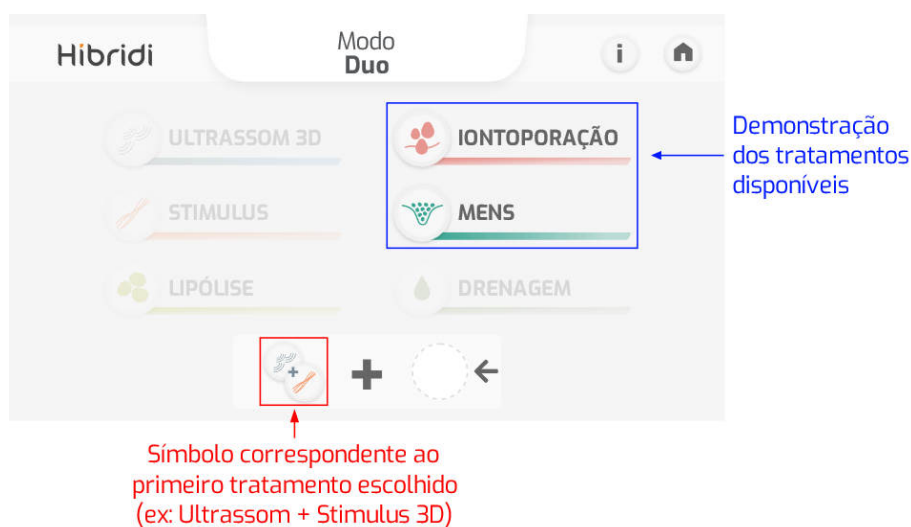 Hibridi
Modo
Duo
i
ULTRASSOM 3D
IONTOPORAÇÃO
STIMULUS
MENS
LIPÓLISE
DRENAGEM
Demonstração
dos tratamentos
disponíveis
Símbolo correspondente ao
primeiro tratamento escolhido
(ex: Ultrassom + Stimulus 3D)